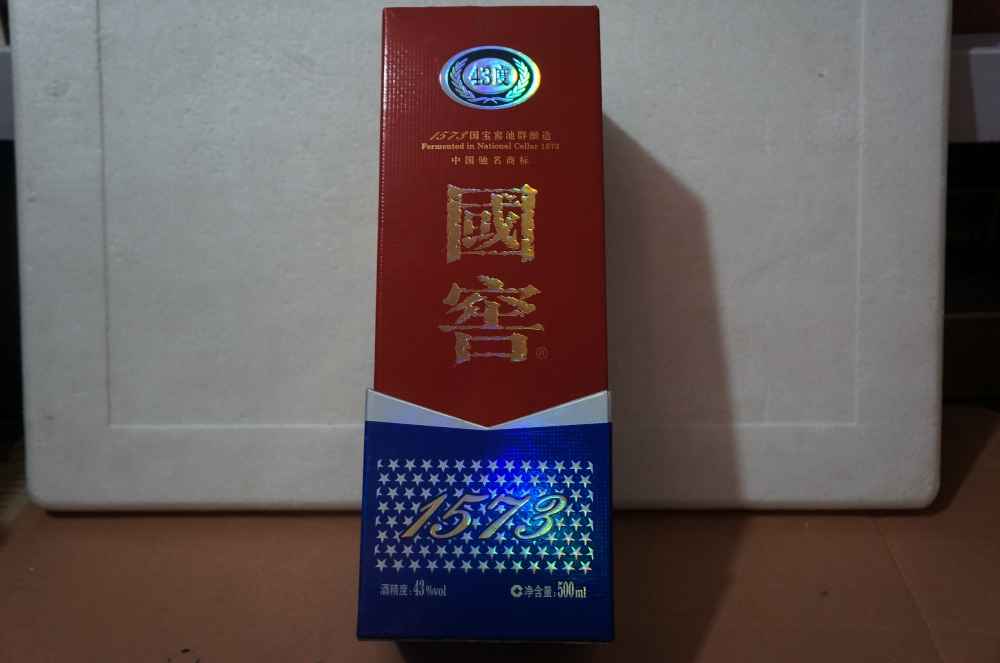 43度
1573国宝窖池群酿造
Fermented in National Cellar 1573
中国驰名商标
國
窖®
1573
酒精度:43%vol
C净含量:500ml